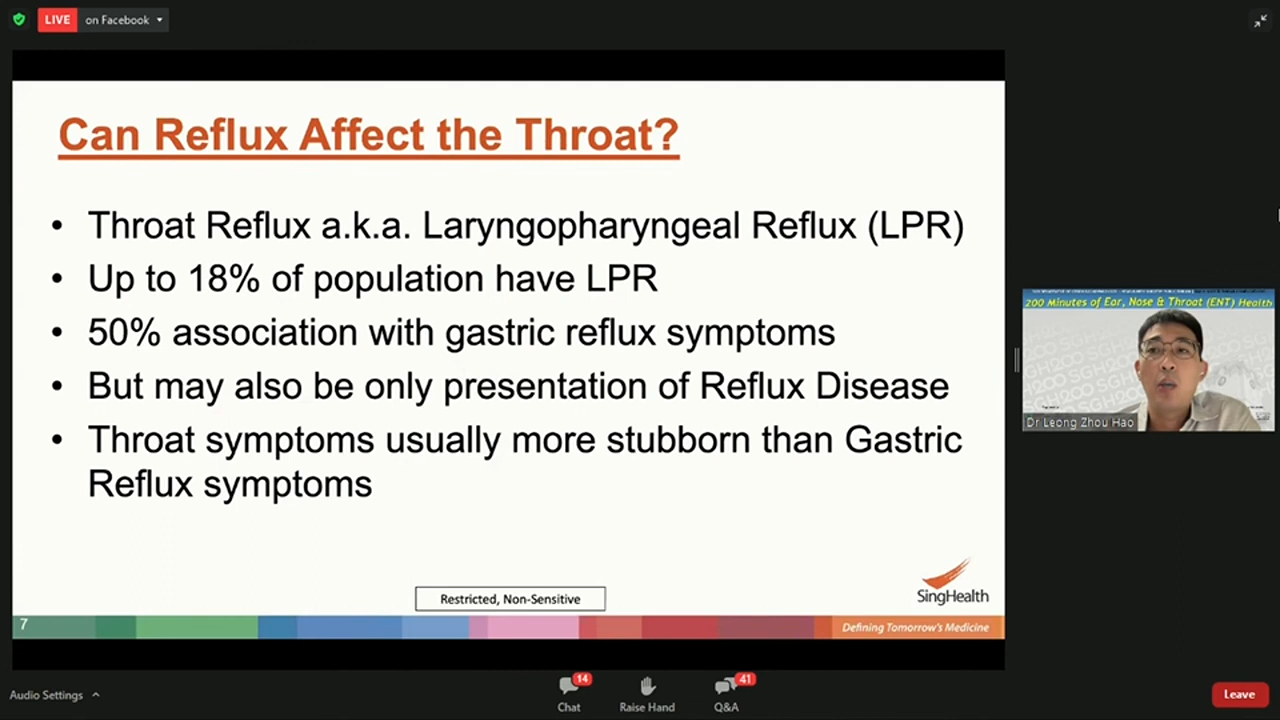 LIVE on Facebook
Can Reflux Affect the Throat?
• Throat Reflux a.k.a. Laryngopharyngeal Reflux (LPR)
• Up to 18% of population have LPR
• 50% association with gastric reflux symptoms
• But may also be only presentation of Reflux Disease
• Throat symptoms usually more stubborn than Gastric
Reflux symptoms
SingHealth
Restricted, Non-Sensitive
7
Defining Tomorrow's Medicine
200 Minutes of Ear, Nose & Throat (ENT) Health
SGH200 SGH200
Dr Leong Zhou Hao
Audio Settings
14
Chat
Raise Hand
41
Q&A
Leave